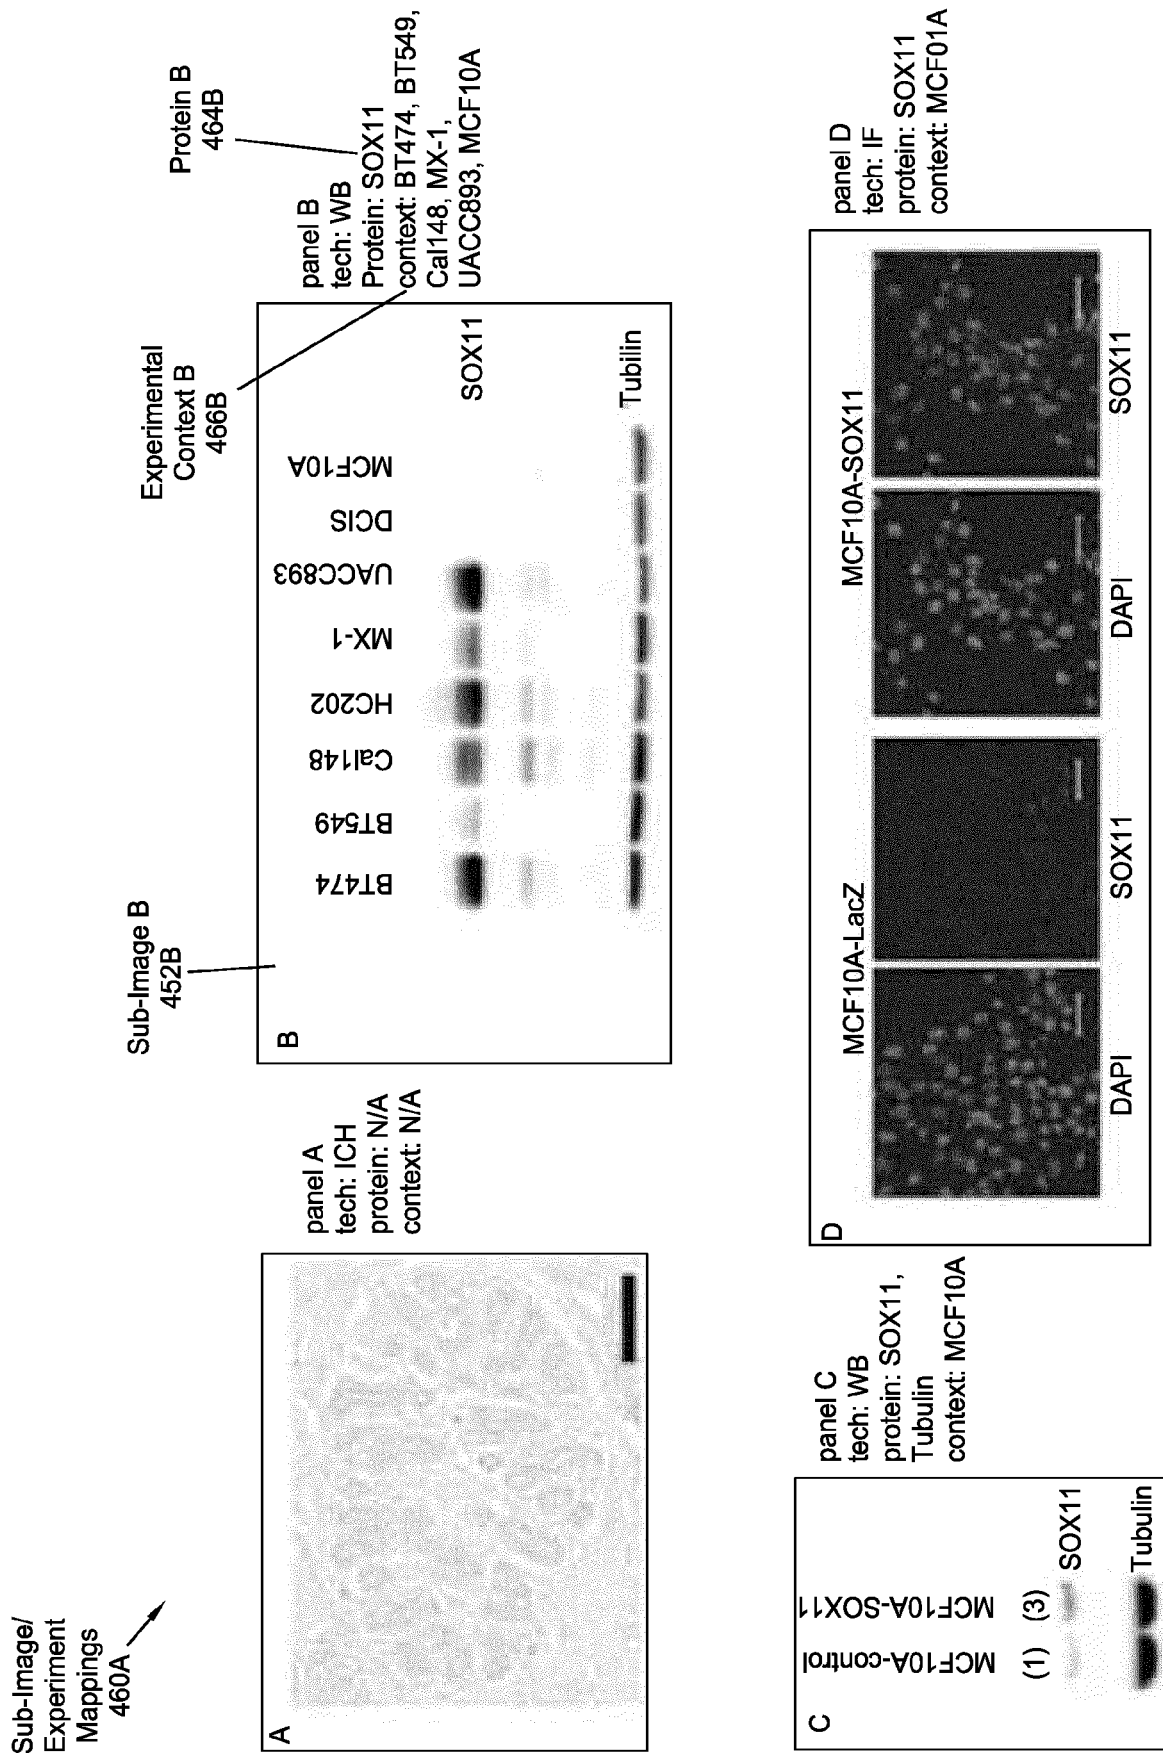 Sub-Image/
Experiment
Mappings
460A
A
panel A
tech: ICH
protein: N/A
context: N/A
Sub-Image B
452B
B
BT474
BT549
Cal148
HC202
MX-1
UACC893
DCIS
MCF10A
SOX11
Tubilin
Experimental
Context B
466B
Protein B
464B
panel B
tech: WB
Protein: SOX11
context: BT474, BT549,
Cal148, MX-1,
UACC893, MCF10A
C
MCF10A-control
MCF10A-SOX11
(1) (3)
SOX11
Tubulin
panel C
tech: WB
protein: SOX11,
Tubulin
context: MCF10A
D
MCF10A-LacZ MCF10A-SOX11
DAPI SOX11 DAPI SOX11
panel D
tech: IF
protein: SOX11
context: MCF01A